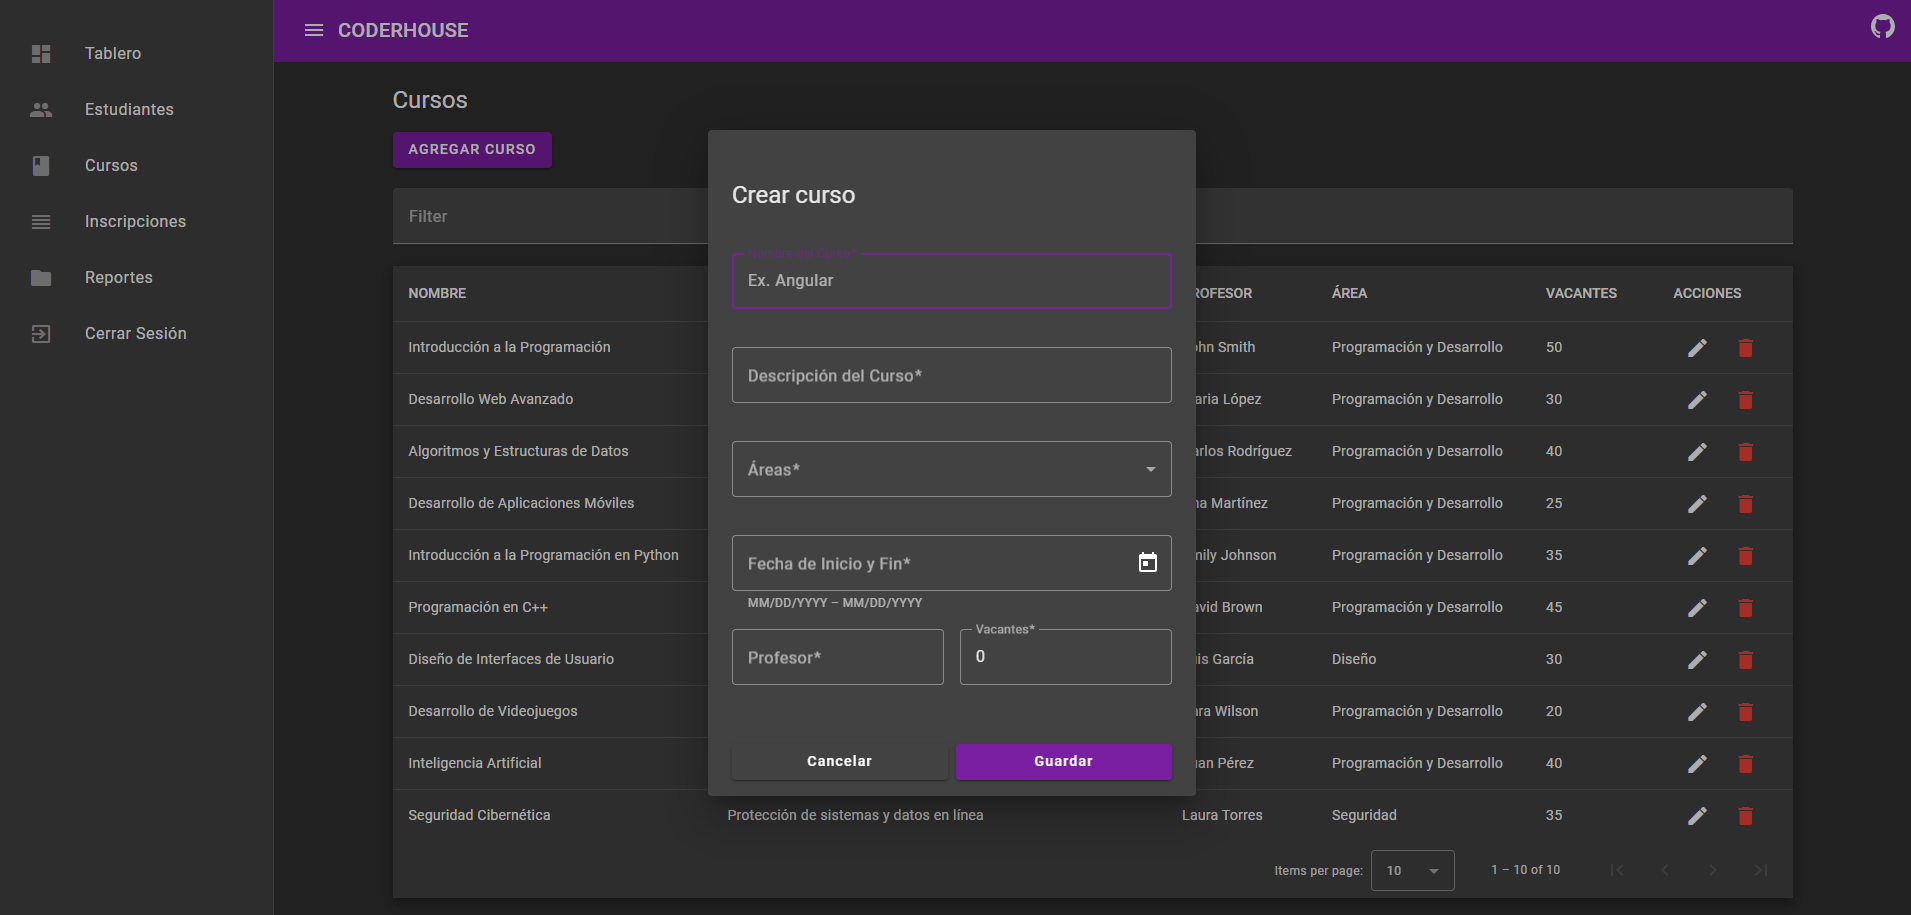 Tablero
Estudiantes
Cursos
Inscripciones
Reportes
Cerrar Sesión
CODERHOUSE
Cursos
AGREGAR CURSO
Filter
NOMBRE
ROFESOR ÁREA VACANTES ACCIONES
Introducción a la Programación ohn Smith Programación y Desarrollo 50
Desarrollo Web Avanzado aria López Programación y Desarrollo 30
Algoritmos y Estructuras de Datos arlos Rodríguez Programación y Desarrollo 40
Desarrollo de Aplicaciones Móviles na Martínez Programación y Desarrollo 25
Introducción a la Programación en Python mily Johnson Programación y Desarrollo 35
Programación en C++ avid Brown Programación y Desarrollo 45
Diseño de Interfaces de Usuario is García Diseño 30
Desarrollo de Videojuegos ara Wilson Programación y Desarrollo 20
Inteligencia Artificial uan Pérez Programación y Desarrollo 40
Seguridad Cibernética Protección de sistemas y datos en línea Laura Torres Seguridad 35
Items per page: 10 1 – 10 of 10
Crear curso
Nombre del Curso*
Ex. Angular
Descripción del Curso*
Áreas*
Fecha de Inicio y Fin*
MM/DD/YYYY – MM/DD/YYYY
Profesor*
Vacantes*
0
Cancelar
Guardar